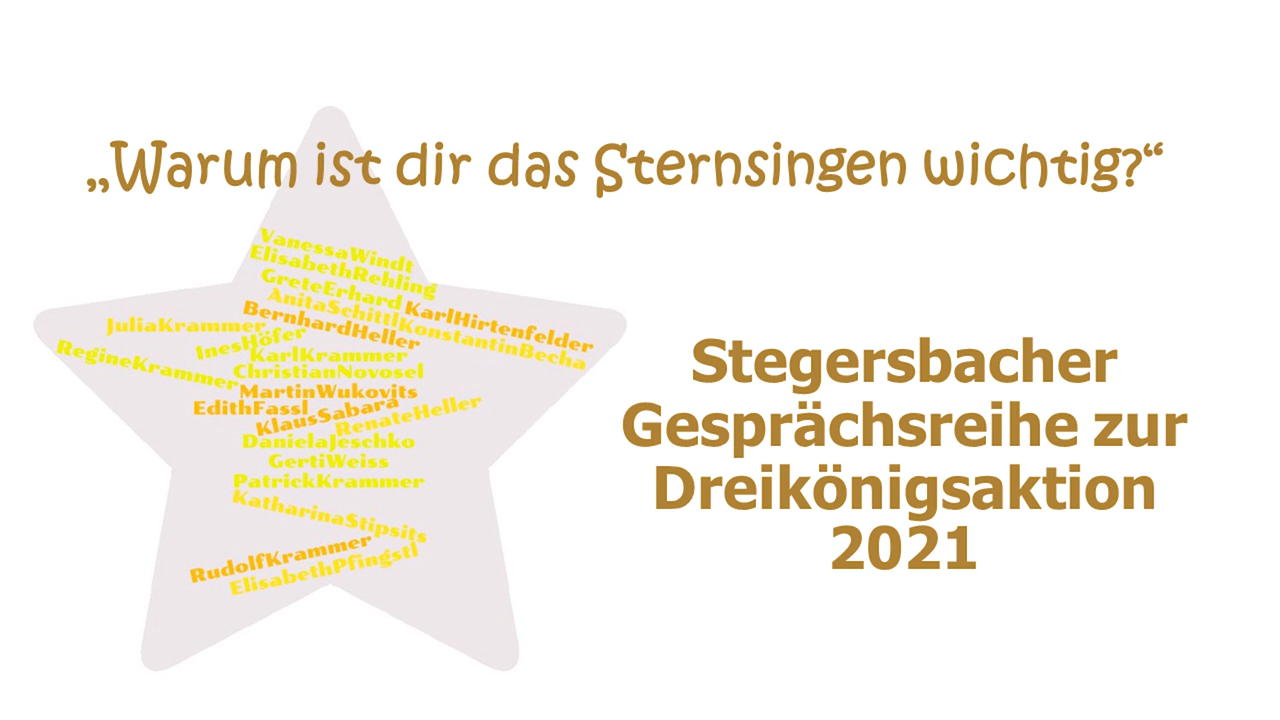 „Warum ist dir das Sternsingen wichtig?“
VanessaWindt
ElisabethRehling
GreteErhard
AnitaSchittl
KarlHirtenfelder
BernhardHeller
KonstantinBecha
JuliaKrammer
InesHöfer
RegineKrammer
KarlKrammer
ChristianNovosel
MartinWukovits
EdithFassl
KlausSabara
RenateHeller
DanielaJeschko
GertiWeiss
PatrickKrammer
KatharinaStipsits
RudolfKrammer
ElisabethPfingstl
Stegersbacher
Gesprächsreihe zur
Dreikönigsaktion
2021